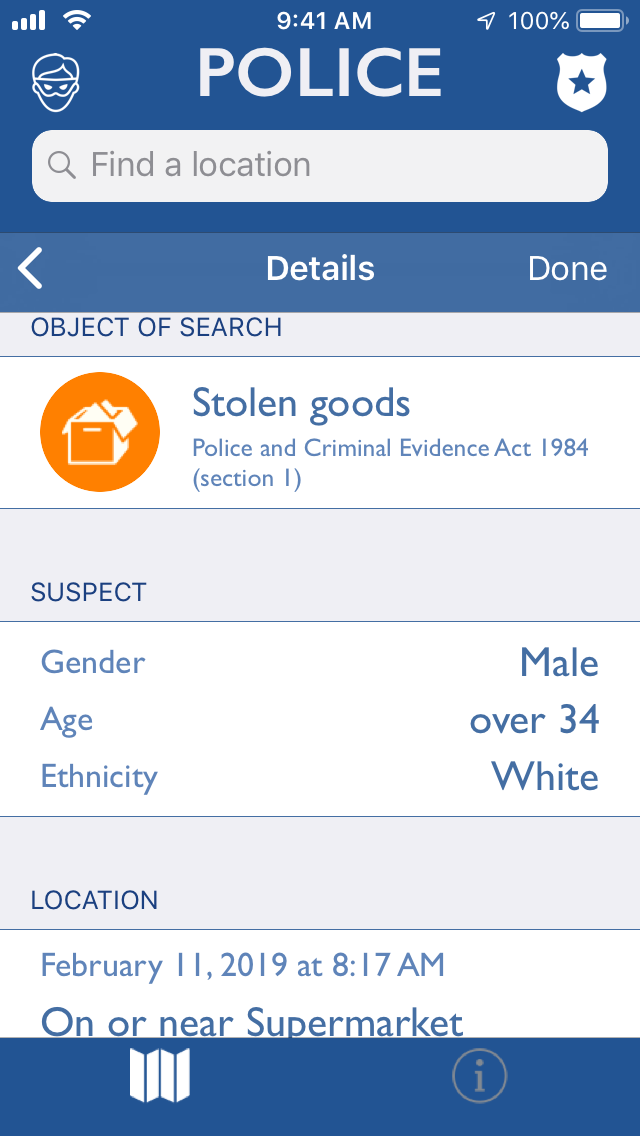 9:41 AM
100%
POLICE
Find a location
Details
Done
OBJECT OF SEARCH
Stolen goods
Police and Criminal Evidence Act 1984
(section 1)
SUSPECT
Gender
Male
Age
over 34
Ethnicity
White
LOCATION
February 11, 2019 at 8:17 AM
On or near Supermarket